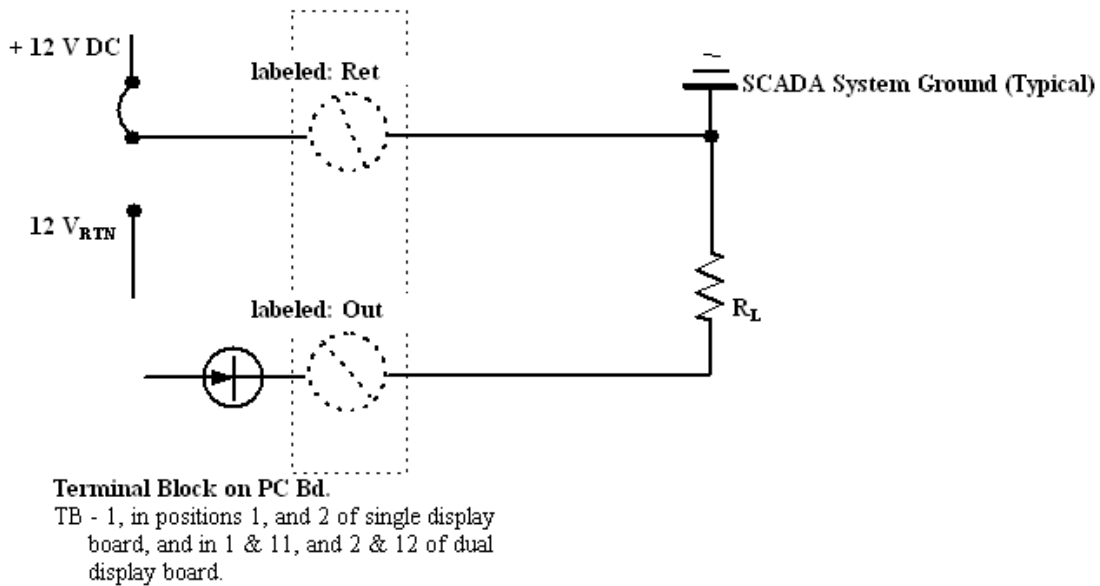 + 12 V DC
labeled: Ret
SCADA System Ground (Typical)
12 VRTN
labeled: Out
RL
Terminal Block on PC Bd.
TB - 1, in positions 1, and 2 of single display
board, and in 1 & 11, and 2 & 12 of dual
display board.